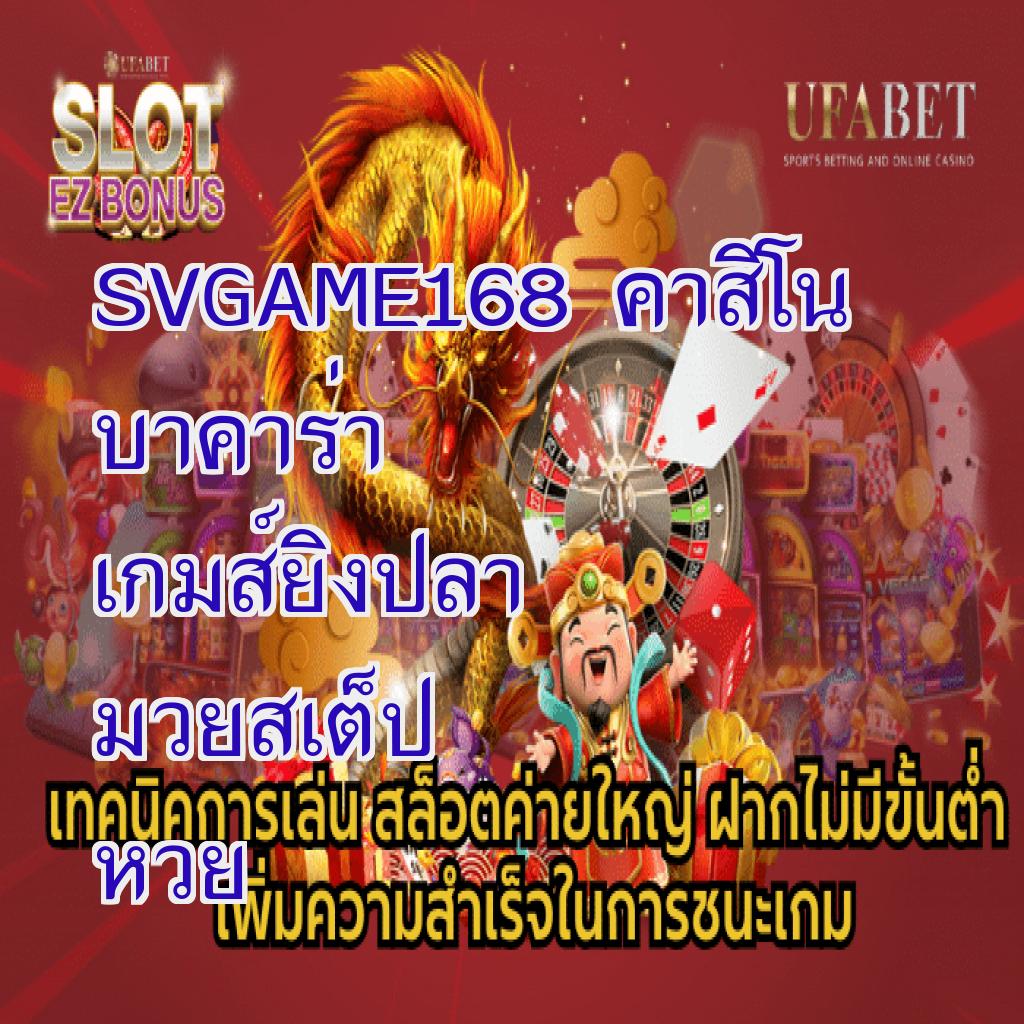 UFABET
SLOT
EZ BONUS
UFABET
SPORTS BETTING AND ONLINE CASINO
SVGAME168 คาสิโน
บาคาร่า
เกมส์ยิงปลา
มวยสเต็ป
เทคนิคการเล่น สล็อตค่ายใหญ่ ฝากไม่มีขั้นต่ำ
หวย
เพิ่มความสำเร็จในการชนะเกม